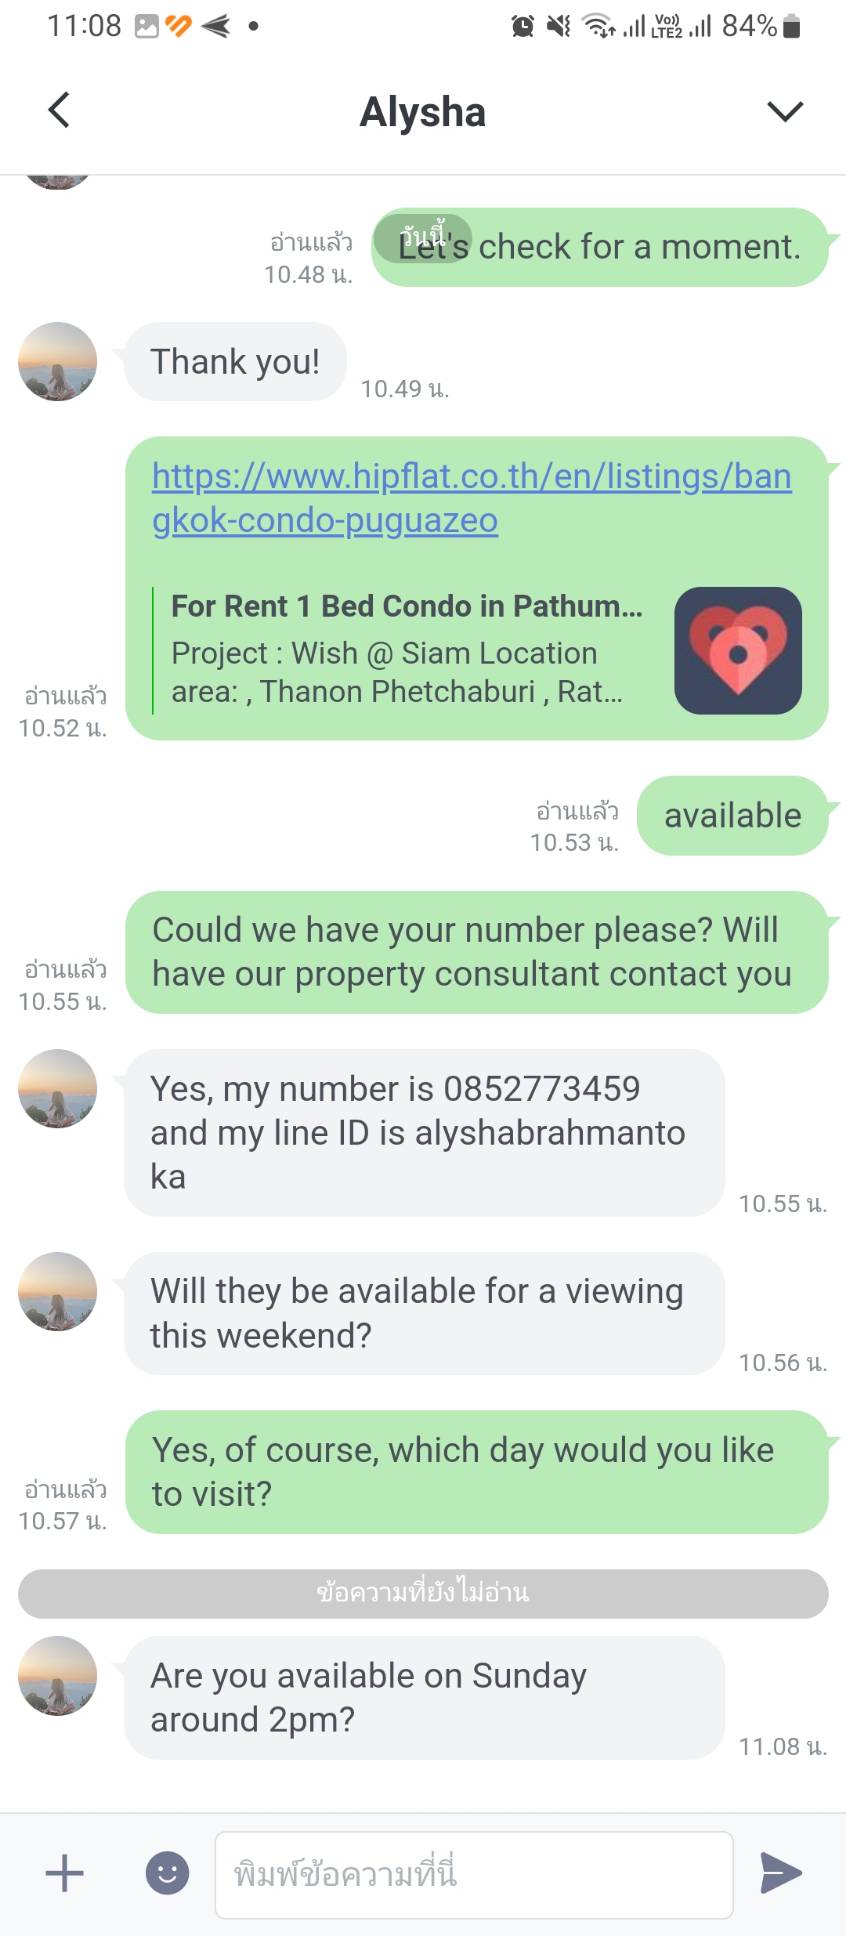 11:08
Vo))
LTE2
84%
Alysha
วันนี้
Let's check for a moment.
อ่านแล้ว
10.48 น.
Thank you!
10.49 น.
https://www.hipflat.co.th/en/listings/ban
gkok-condo-puguazeo
For Rent 1 Bed Condo in Pathum...
Project : Wish @ Siam Location
area: , Thanon Phetchaburi , Rat...
อ่านแล้ว
10.52 น.
available
อ่านแล้ว
10.53 น.
Could we have your number please? Will
have our property consultant contact you
อ่านแล้ว
10.55 น.
Yes, my number is 0852773459
and my line ID is alyshabrahmanto
ka
10.55 น.
Will they be available for a viewing
this weekend?
10.56 น.
Yes, of course, which day would you like
to visit?
อ่านแล้ว
10.57 น.
ข้อความที่ยังไม่อ่าน
Are you available on Sunday
around 2pm?
11.08 น.
พิมพ์ข้อความที่นี่